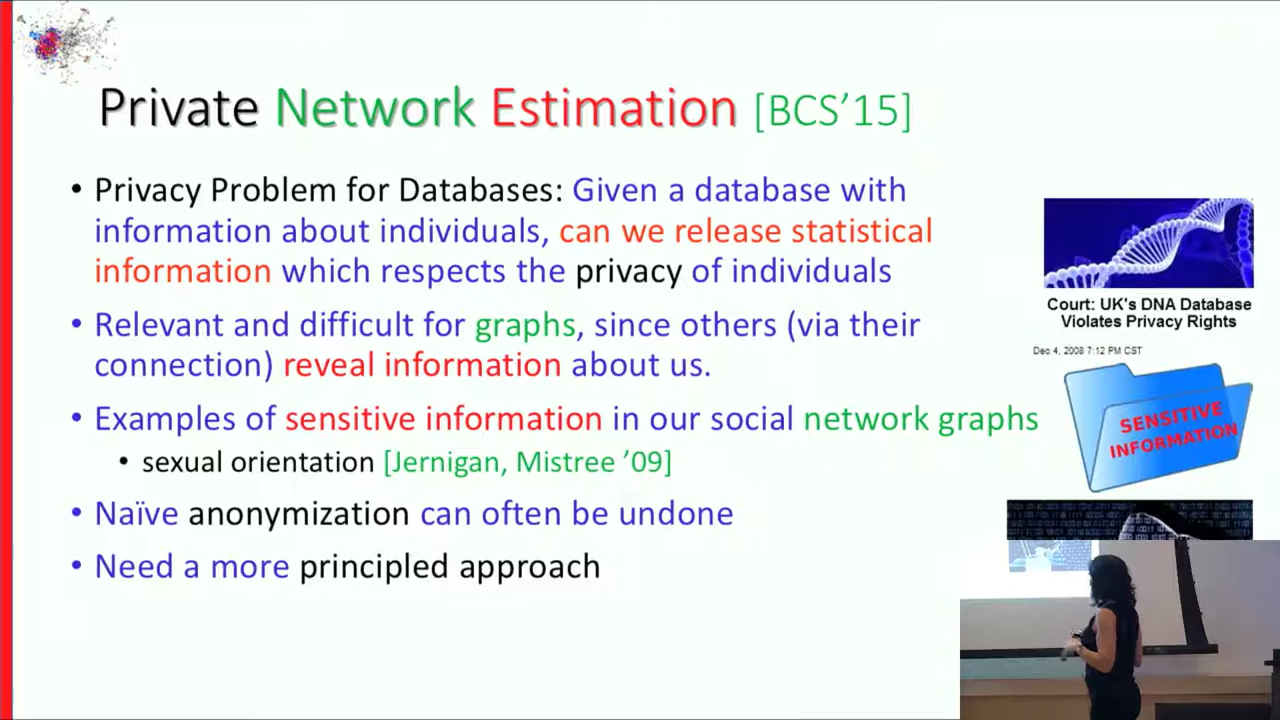 Private Network Estimation [BCS'15]
• Privacy Problem for Databases: Given a database with
information about individuals, can we release statistical
information which respects the privacy of individuals
• Relevant and difficult for graphs, since others (via their
connection) reveal information about us.
• Examples of sensitive information in our social network graphs
• sexual orientation [Jernigan, Mistree '09]
• Naïve anonymization can often be undone
• Need a more principled approach
Court: UK's DNA Database
Violates Privacy Rights
Dec 4, 2008 7:12 PM CST
SENSITIVE
INFORMATION